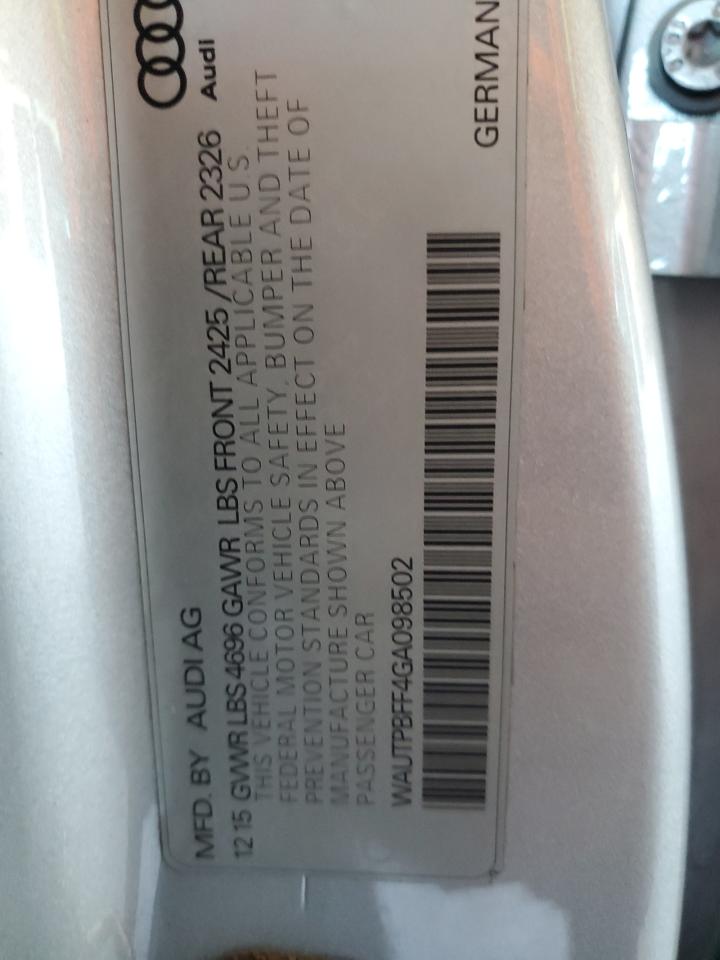 MFD. BY AUDI AG
Audi
12 15 GVWR LBS 4696 GAWR LBS FRONT 2425 /REAR 2326
THIS VEHICLE CONFORMS TO ALL APPLICABLE U.S.
FEDERAL MOTOR VEHICLE SAFETY, BUMPER AND THEFT
PREVENTION STANDARDS IN EFFECT ON THE DATE OF
MANUFACTURE SHOWN ABOVE
PASSENGER CAR
WAUTPBFF4GA098502
GERMAN